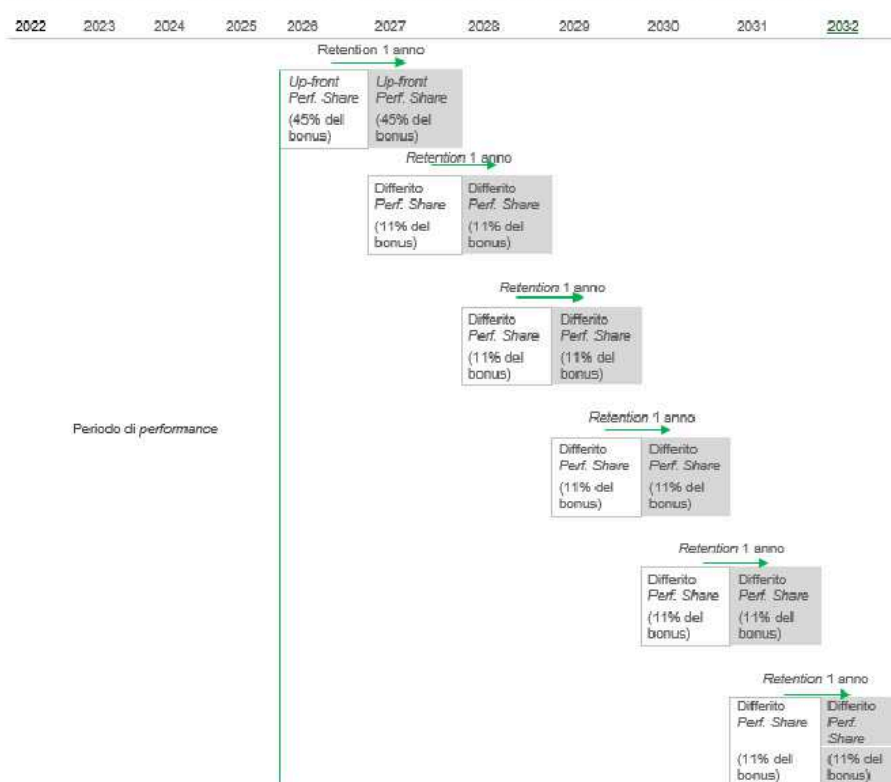 2022 2023 2024 2025 2026 2027 2028 2029 2030 2031 2032
Retention 1 anno
Up-front Up-front
Perf. Share Perf. Share
(45% del (45% del
bonus) bonus)
Retention 1 anno
Differito Differito
Perf. Share Perf. Share
(11% del (11% del
bonus) bonus)
Retention 1 anno
Differito Differito
Perf. Share Perf. Share
(11% del (11% del
bonus) bonus)
Retention 1 anno
Periodo di performance
Differito Differito
Perf. Share Perf. Share
(11% del (11% del
bonus) bonus)
Retention 1 anno
Differito Differito
Perf. Share Perf. Share
(11% del (11% del
bonus) bonus)
Retention 1 anno
Differito Differito
Perf. Share Perf.
Share
(11% del (11% del
bonus) bonus)